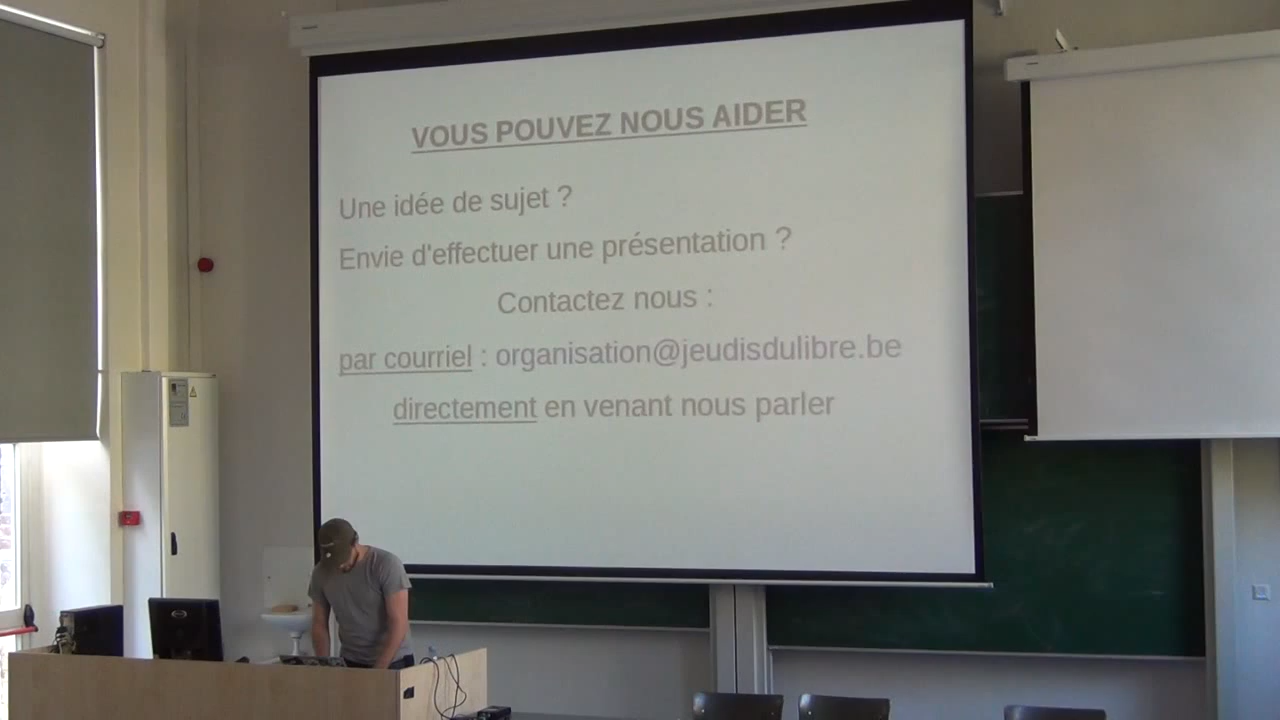 VOUS POUVEZ NOUS AIDER
Une idée de sujet ?
Envie d'effectuer une présentation ?
Contactez nous :
par courriel : organisation@jeudisdulibre.be
directement en venant nous parler